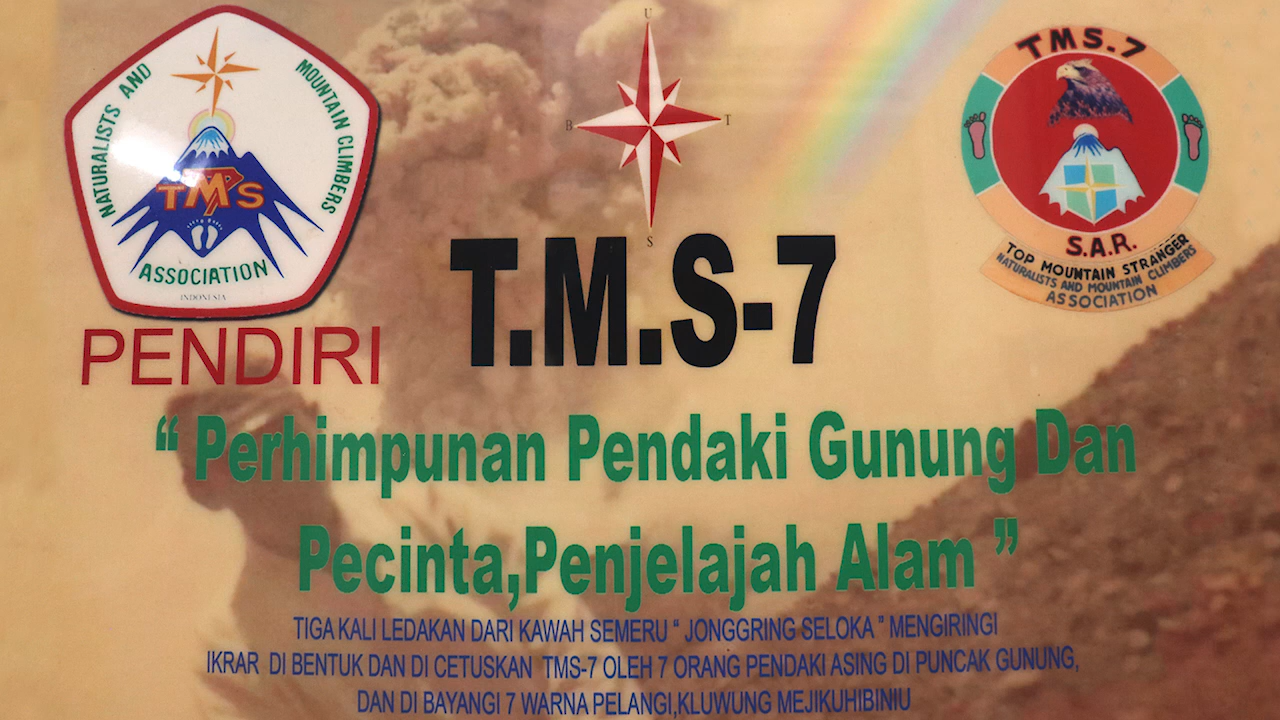 NATURALISTS AND
MOUNTAIN CLIMBERS
TMS
7
ASSOCIATION
INDONESIA
PENDIRI
U
B
T
S
TMS.7
S.A.R.
TOP MOUNTAIN STRANGER
NATURALISTS AND MOUNTAIN CLIMBERS
ASSOCIATION
T.M.S-7
“ Perhimpunan Pendaki Gunung Dan
Pecinta,Penjelajah Alam ”
TIGA KALI LEDAKAN DARI KAWAH SEMERU “ JONGGRING SELOKA ” MENGIRINGI
IKRAR DI BENTUK DAN DI CETUSKAN TMS-7 OLEH 7 ORANG PENDAKI ASING DI PUNCAK GUNUNG,
DAN DI BAYANGI 7 WARNA PELANGI,KLUWUNG MEJIKUHIBINIU